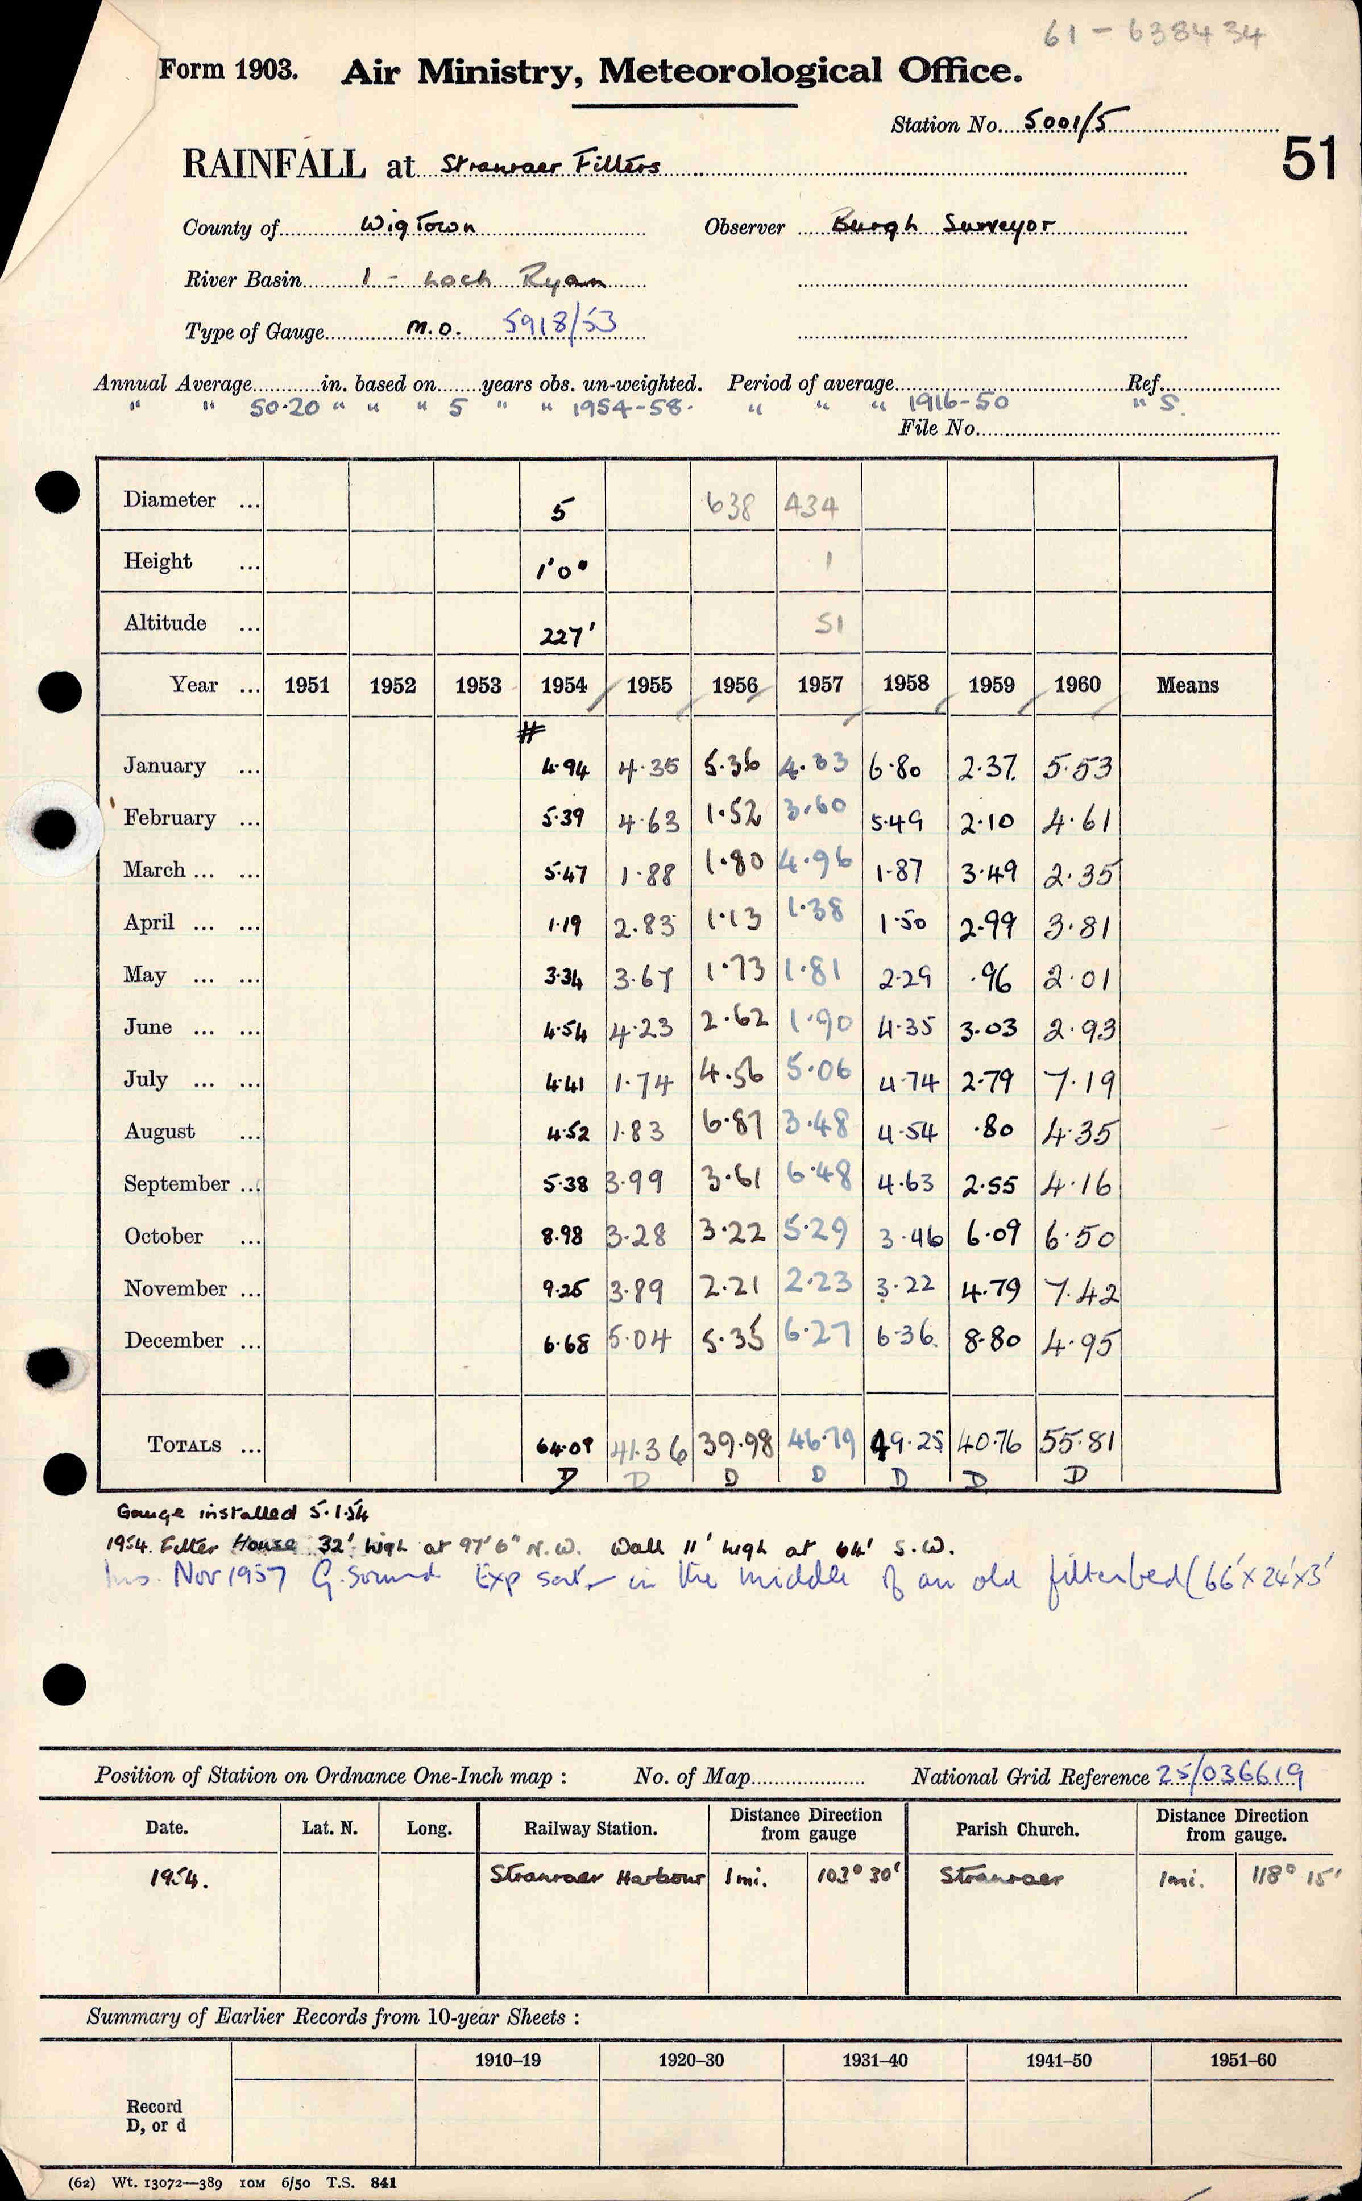 61 - 638434
Form 1903. Air Ministry, Meteorological Office.
Station No. 5001/5
51
RAINFALL at Stranraer Filters
County of Wigtown Observer Burgh Surveyor
River Basin 1 - Loch Ryan
Type of Gauge M.O. 5918/53
Annual Average in. based on years obs. un-weighted. Period of average Ref.
" " 50.20 " " " 5 " " 1954-58. " " " 1916-50 " S.
File No.
Diameter ... 5 638 434
Height ... 1'0" 1
Altitude ... 227' 51
Year ... 1951 1952 1953 1954 1955 1956 1957 1958 1959 1960 Means
#
January ... 4.94 4.35 5.36 4.33 6.80 2.37 5.53
February ... 5.39 4.63 1.52 3.60 5.49 2.10 4.61
March ... ... 5.47 1.88 1.80 4.96 1.87 3.49 2.35
April ... ... 1.19 2.83 1.13 1.38 1.50 2.99 3.81
May ... ... 3.34 3.67 1.73 1.81 2.29 .96 2.01
June ... ... 4.54 4.23 2.62 1.90 4.35 3.03 2.93
July ... ... 4.41 1.74 4.56 5.06 4.74 2.79 7.19
August ... 4.52 1.83 6.87 3.48 4.54 .80 4.35
September ... 5.38 3.99 3.61 6.48 4.63 2.55 4.16
October ... 8.98 3.28 3.22 5.29 3.46 6.09 6.50
November ... 9.25 3.89 2.21 2.23 3.22 4.79 7.42
December ... 6.68 5.04 5.35 6.27 6.36 8.80 4.95
TOTALS ... 64.09 41.36 39.98 46.79 49.25 40.76 55.81
D D D D D D D
Gauge installed 5.1.54
1954. Filter House 32' high at 97'6" N.W. Wall 11' high at 64' S.W.
Ins. Nov 1957 G. sound Exp sat. in the middle of an old filterbed (66'x24'x3'
Position of Station on Ordnance One-Inch map : No. of Map National Grid Reference 25/036619
Date. Lat. N. Long. Railway Station. Distance Direction from gauge Parish Church. Distance Direction from gauge.
1954. Stranraer Harbour 1 mi. 103° 30' Stranraer 1 mi. 118° 15'
Summary of Earlier Records from 10-year Sheets :
1910–19 1920–30 1931–40 1941–50 1951–60
Record
D, or d
(62) Wt. 13072—389 10M 6/50 T.S. 841